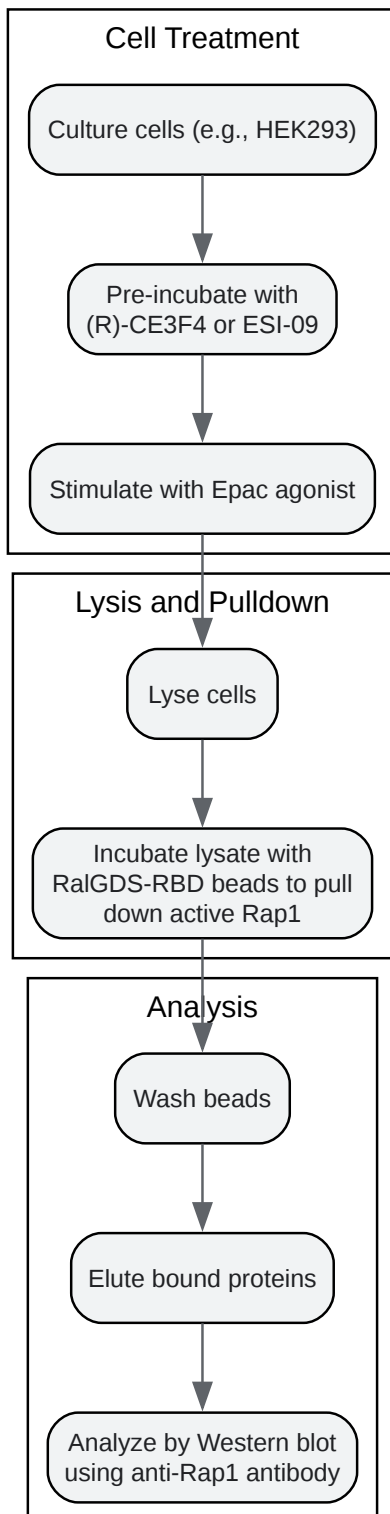 Cell Treatment
Culture cells (e.g., HEK293)
Pre-incubate with
(R)-CE3F4 or ESI-09
Stimulate with Epac agonist
Lysis and Pulldown
Lyse cells
Incubate lysate with
RalGDS-RBD beads to pull
down active Rap1
Analysis
Wash beads
Elute bound proteins
Analyze by Western blot
using anti-Rap1 antibody